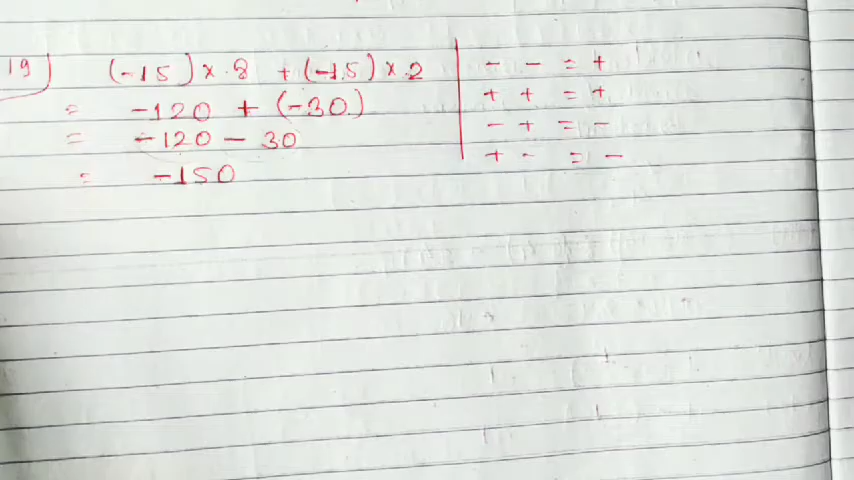 19) (-15) × 8 + (-15) × 2
= -120 + (-30)
= -120 - 30
= -150
- - = +
+ + = +
- + = -
+ - = -